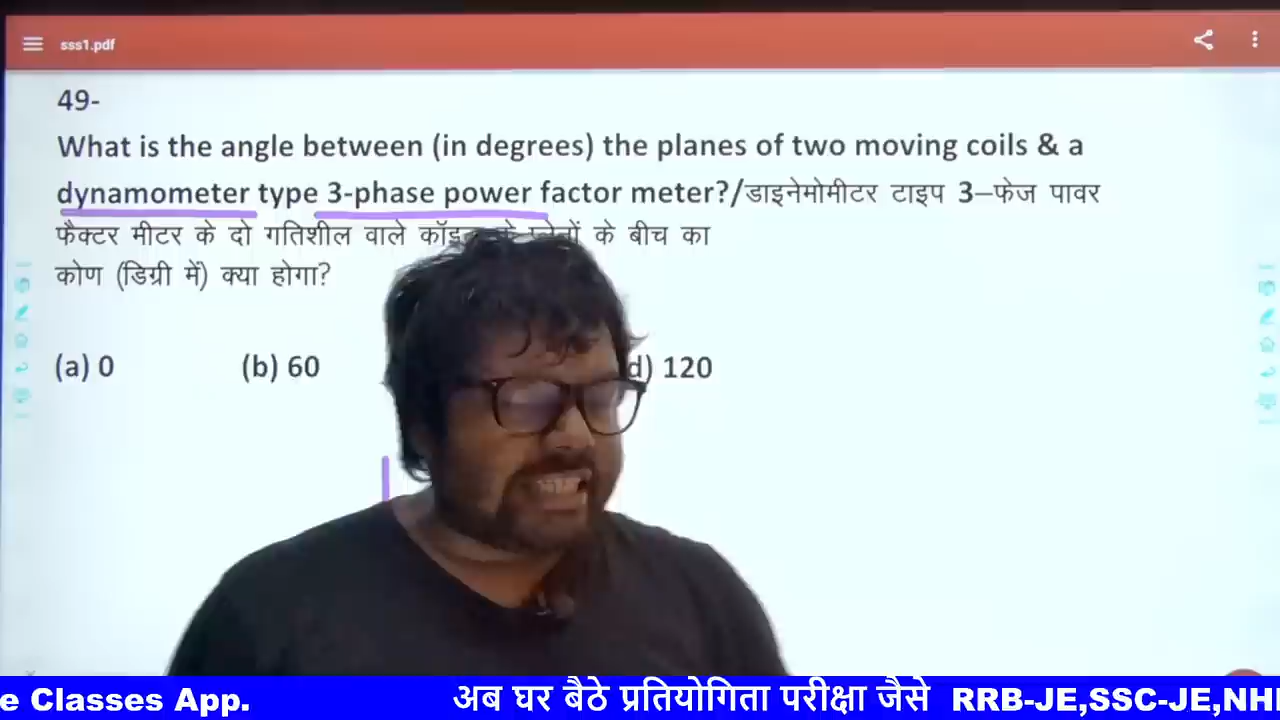 sss1.pdf
49-
What is the angle between (in degrees) the planes of two moving coils & a
dynamometer type 3-phase power factor meter?/डाइनेमोमीटर टाइप 3–फेज पावर
फैक्टर मीटर के दो गतिशील वाले के बीच का
कोण (डिग्री में) क्या होगा?
(a) 0 (b) 60 d) 120
e Classes App. अब घर बैठे प्रतियोगिता परीक्षा जैसे RRB-JE,SSC-JE,NHI